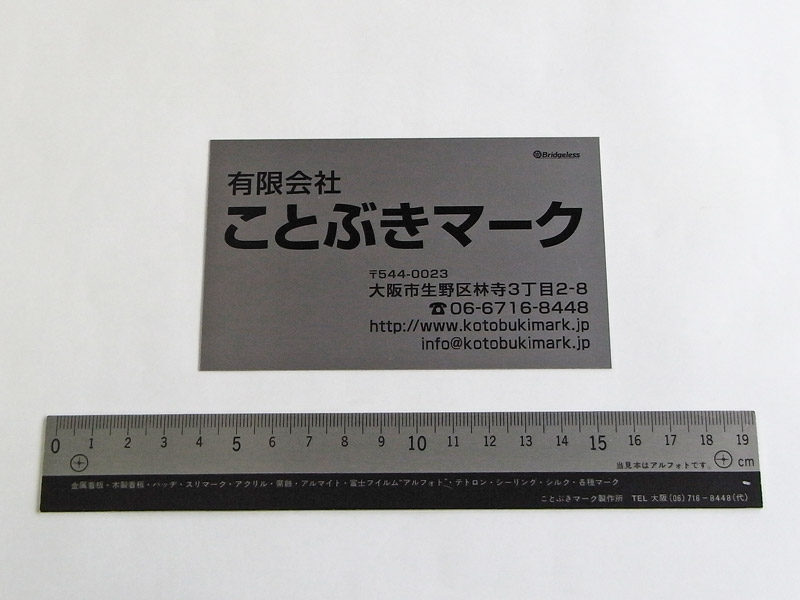 Bridgeless
有限会社
ことぶきマーク
〒544-0023
大阪市生野区林寺3丁目2-8
☎06-6716-8448
http://www.kotobukimark.jp
info@kotobukimark.jp
0 1 2 3 4 5 6 7 8 9 10 11 12 13 14 15 16 17 18 19
当見本はアルフォトです。 cm
金属看板・木製看板・バッヂ・スリマーク・アクリル・腐蝕・アルマイト・富士フイルム"アルフォト"・テトロン・シーリング・シルク・各種マーク
ことぶきマーク製作所 TEL 大阪(06)716-8448(代)